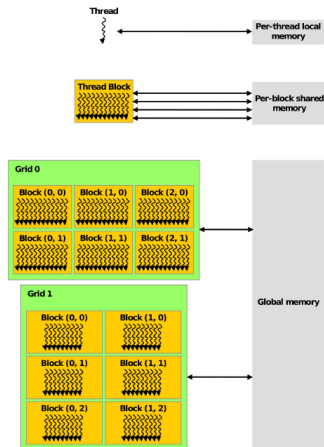 Thread
Per-thread local
memory
Thread Block
Per-block shared
memory
Grid 0
Block (0, 0) Block (1, 0) Block (2, 0)
Block (0, 1) Block (1, 1) Block (2, 1)
Grid 1
Block (0, 0) Block (1, 0)
Global memory
Block (0, 1) Block (1, 1)
Block (0, 2) Block (1, 2)